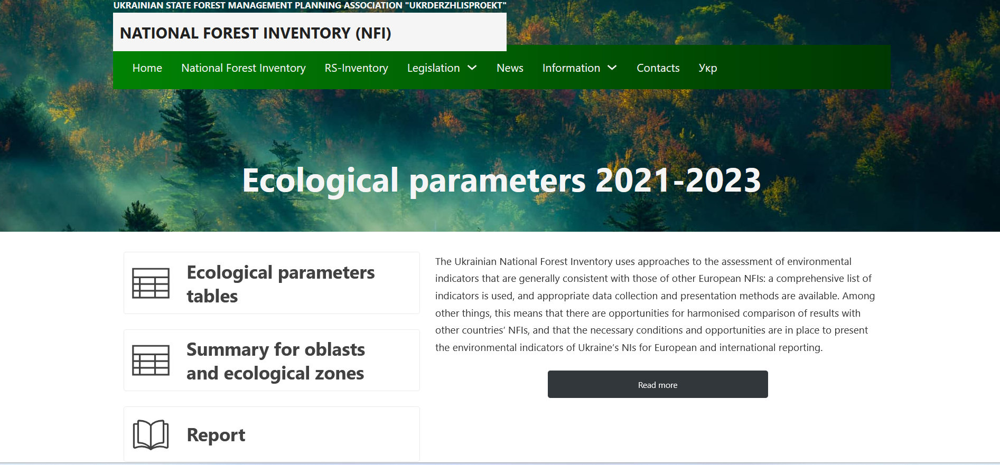 UKRAINIAN STATE FOREST MANAGEMENT PLANNING ASSOCIATION "UKRDERZHLISPROEKT"
NATIONAL FOREST INVENTORY (NFI)
Home National Forest Inventory RS-Inventory Legislation News Information Contacts Укр
Ecological parameters 2021-2023
Ecological parameters
tables
Summary for oblasts
and ecological zones
Report
The Ukrainian National Forest Inventory uses approaches to the assessment of environmental
indicators that are generally consistent with those of other European NFIs: a comprehensive list of
indicators is used, and appropriate data collection and presentation methods are available. Among
other things, this means that there are opportunities for harmonised comparison of results with
other countries’ NFIs, and that the necessary conditions and opportunities are in place to present
the environmental indicators of Ukraine’s NIs for European and international reporting.
Read more